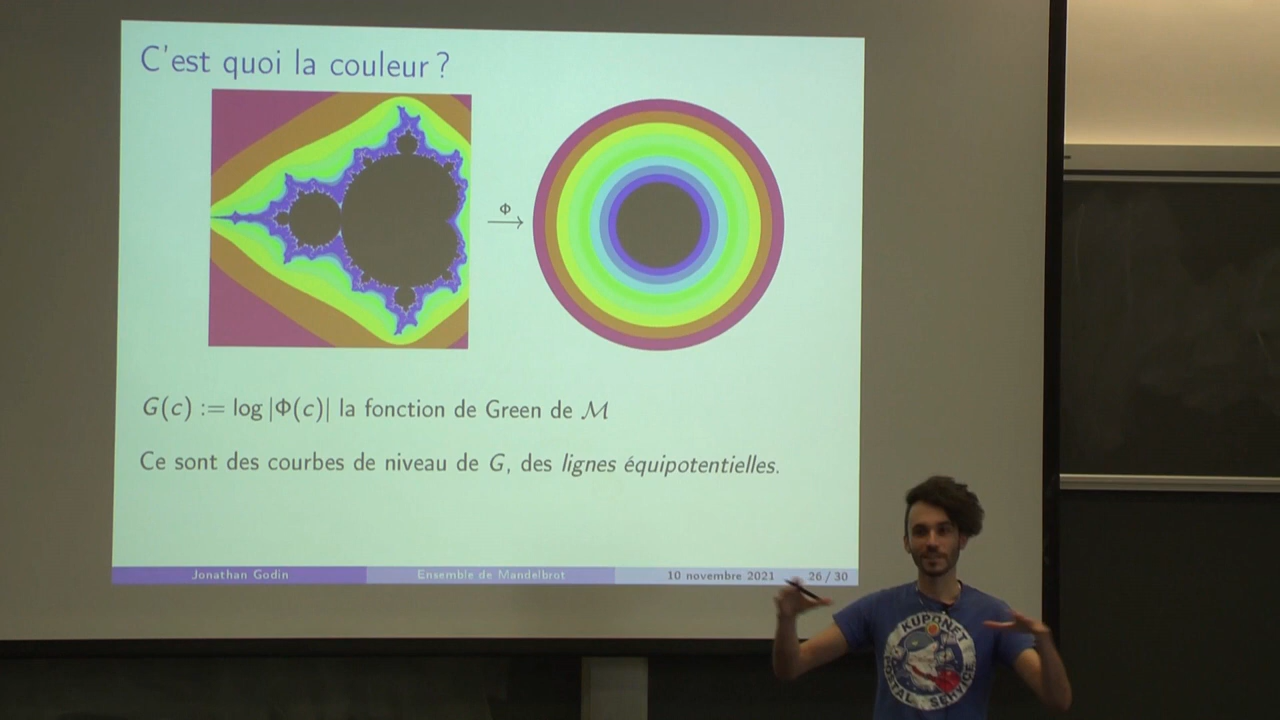 C'est quoi la couleur ?
Φ
G(c) := log |Φ(c)| la fonction de Green de ℳ
Ce sont des courbes de niveau de G, des lignes équipotentielles.
Jonathan Godin Ensemble de Mandelbrot 10 novembre 2021 26 / 30
KUPONET
POSTAL SERVICE